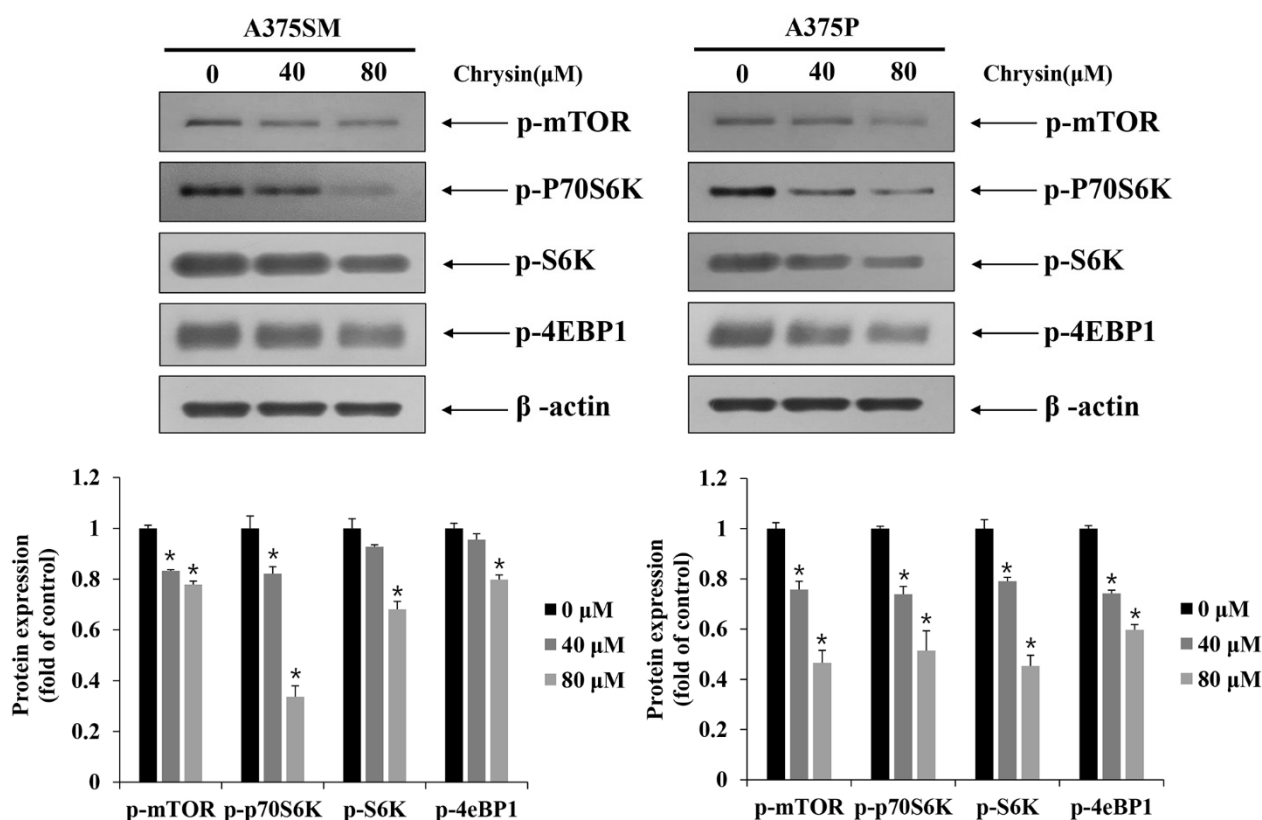 A375SM
0 40 80 Chrysin(μM)
p-mTOR
p-P70S6K
p-S6K
p-4EBP1
β -actin
A375P
0 40 80 Chrysin(μM)
p-mTOR
p-P70S6K
p-S6K
p-4EBP1
β -actin
Protein expression
(fold of control)
1.2
1
0.8
0.6
0.4
0.2
0
* * * * * *
p-mTOR p-p70S6K p-S6K p-4eBP1
0 μM
40 μM
80 μM
Protein expression
(fold of control)
1.2
1
0.8
0.6
0.4
0.2
0
* * * * * * * *
p-mTOR p-p70S6K p-S6K p-4eBP1
0 μM
40 μM
80 μM